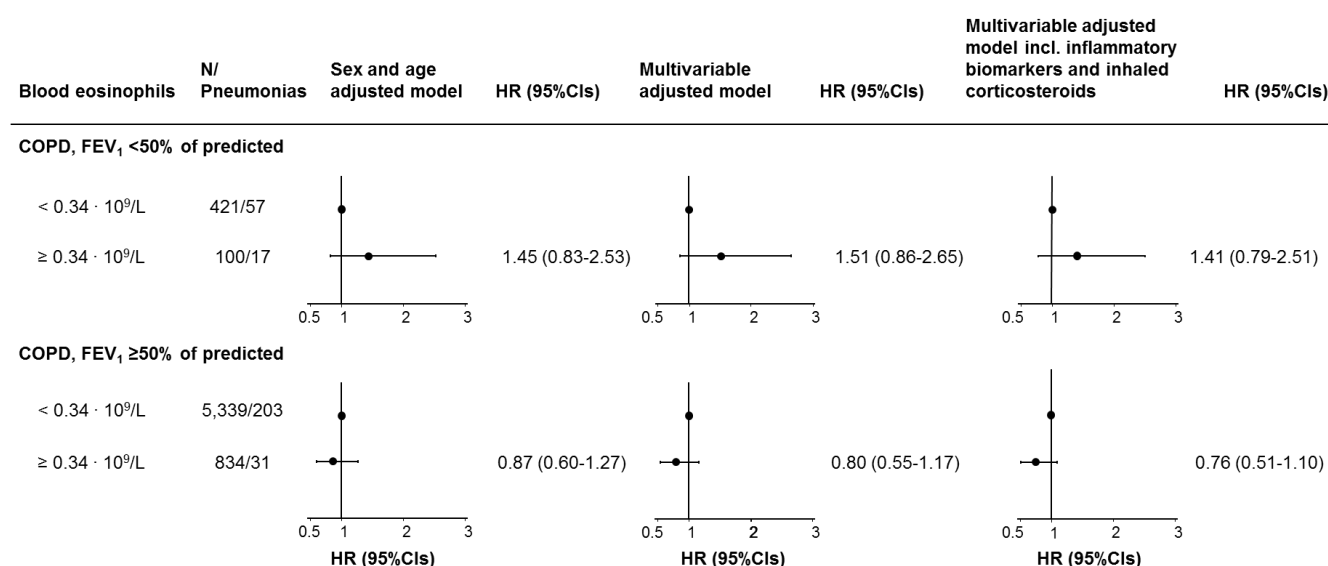 Blood eosinophils
N/
Pneumonias
Sex and age
adjusted model
HR (95%CIs)
Multivariable
adjusted model
HR (95%CIs)
Multivariable adjusted
model incl. inflammatory
biomarkers and inhaled
corticosteroids
HR (95%CIs)
COPD, FEV₁ <50% of predicted
< 0.34 · 10⁹/L 421/57
≥ 0.34 · 10⁹/L 100/17 1.45 (0.83-2.53) 1.51 (0.86-2.65) 1.41 (0.79-2.51)
0.5 1 2 3 0.5 1 2 3 0.5 1 2 3
COPD, FEV₁ ≥50% of predicted
< 0.34 · 10⁹/L 5,339/203
≥ 0.34 · 10⁹/L 834/31 0.87 (0.60-1.27) 0.80 (0.55-1.17) 0.76 (0.51-1.10)
0.5 1 2 3 0.5 1 2 3 0.5 1 2 3
HR (95%CIs) HR (95%CIs) HR (95%CIs)